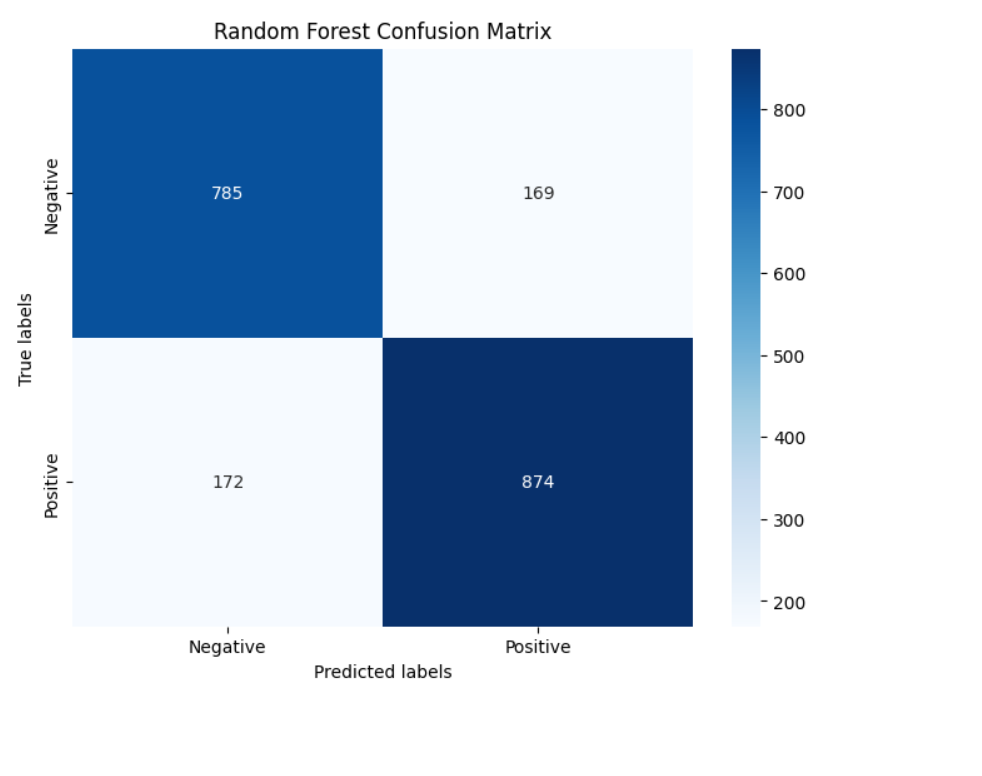 Random Forest Confusion Matrix
True labels
Negative
Positive
785
169
172
874
Negative
Positive
Predicted labels
800
700
600
500
400
300
200